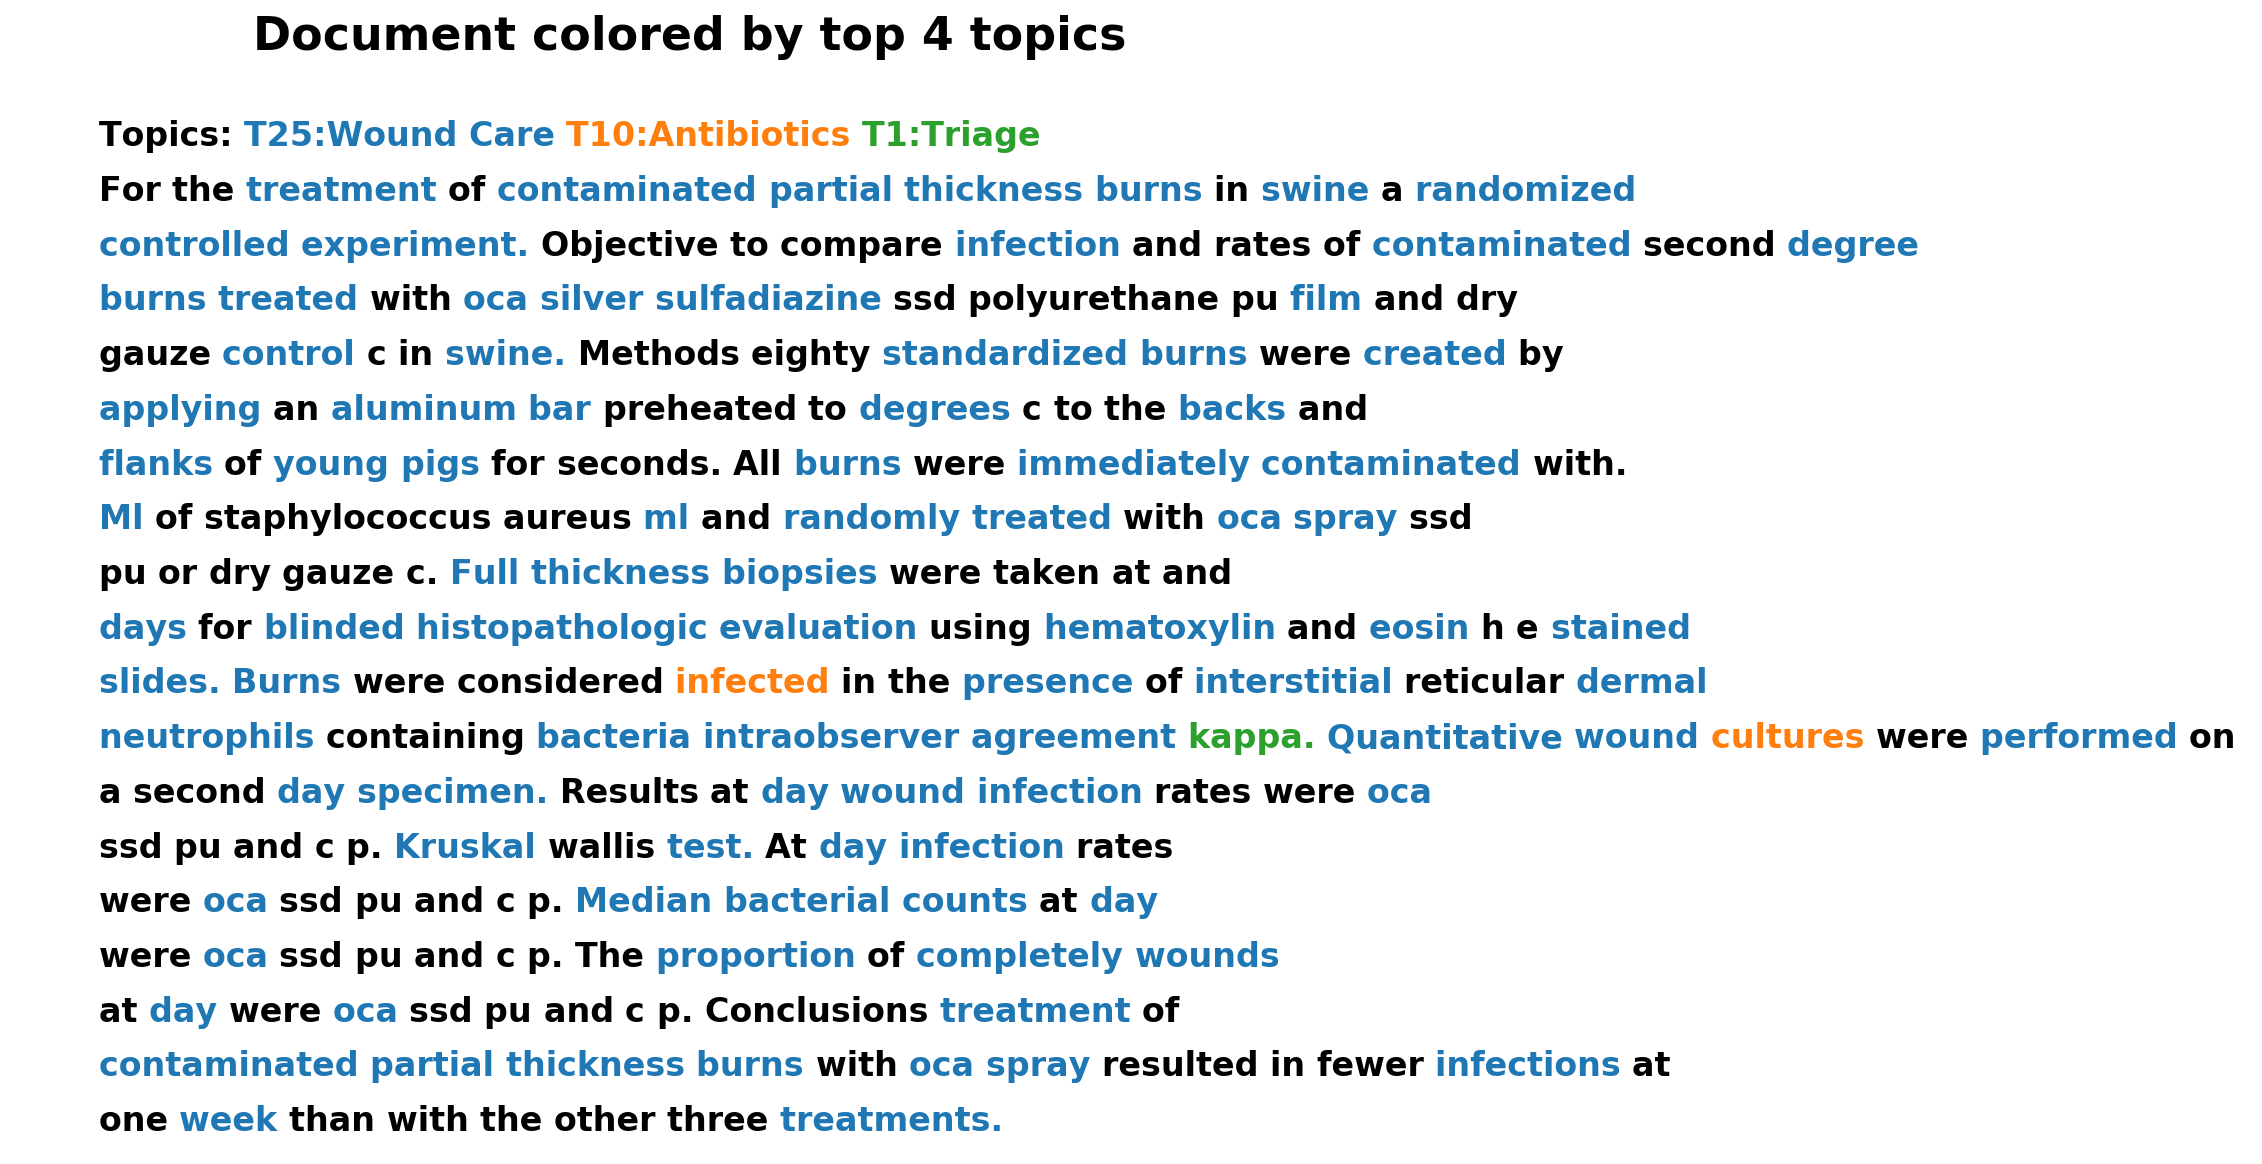 Document colored by top 4 topics
Topics: T25:Wound Care T10:Antibiotics T1:Triage
For the treatment of contaminated partial thickness burns in swine a randomized
controlled experiment. Objective to compare infection and rates of contaminated second degree
burns treated with oca silver sulfadiazine ssd polyurethane pu film and dry
gauze control c in swine. Methods eighty standardized burns were created by
applying an aluminum bar preheated to degrees c to the backs and
flanks of young pigs for seconds. All burns were immediately contaminated with.
Ml of staphylococcus aureus ml and randomly treated with oca spray ssd
pu or dry gauze c. Full thickness biopsies were taken at and
days for blinded histopathologic evaluation using hematoxylin and eosin h e stained
slides. Burns were considered infected in the presence of interstitial reticular dermal
neutrophils containing bacteria intraobserver agreement kappa. Quantitative wound cultures were performed on
a second day specimen. Results at day wound infection rates were oca
ssd pu and c p. Kruskal wallis test. At day infection rates
were oca ssd pu and c p. Median bacterial counts at day
were oca ssd pu and c p. The proportion of completely wounds
at day were oca ssd pu and c p. Conclusions treatment of
contaminated partial thickness burns with oca spray resulted in fewer infections at
one week than with the other three treatments.